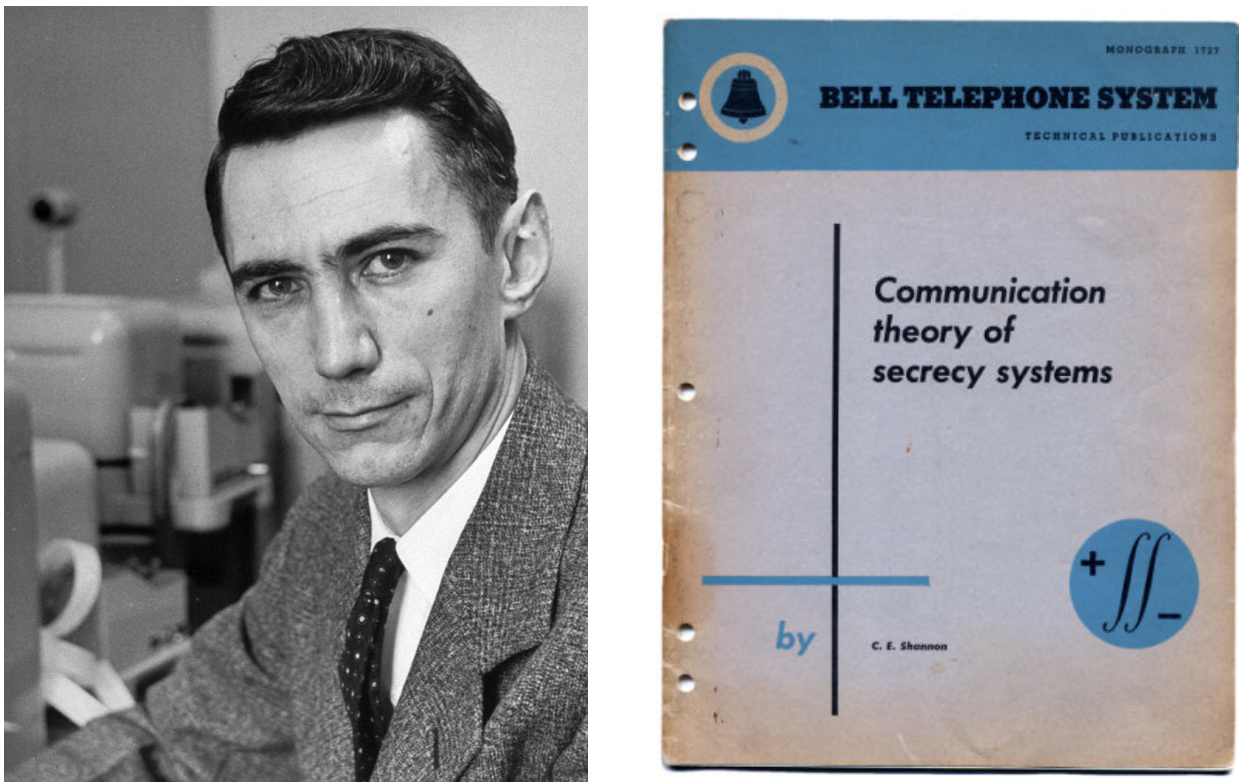 MONOGRAPH 1727
BELL TELEPHONE SYSTEM
TECHNICAL PUBLICATIONS
Communication
theory of
secrecy systems
+ ∬ –
by C. E. Shannon